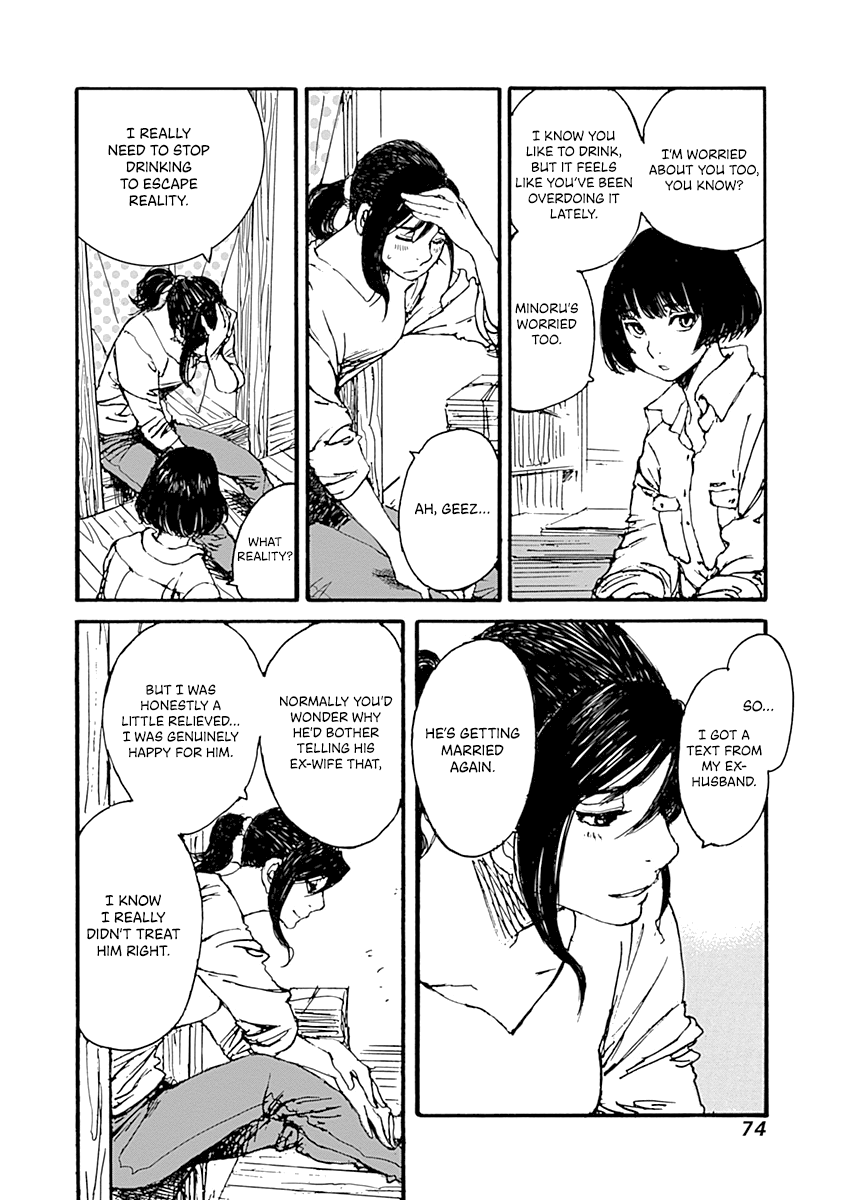 I'M WORRIED
ABOUT YOU TOO,
YOU KNOW?
I KNOW YOU
LIKE TO DRINK,
BUT IT FEELS
LIKE YOU'VE BEEN
OVERDOING IT
LATELY.
MINORU'S
WORRIED
TOO.
AH, GEEZ...
I REALLY
NEED TO STOP
DRINKING
TO ESCAPE
REALITY.
WHAT
REALITY?
SO...
I GOT A
TEXT FROM
MY EX-
HUSBAND.
HE'S GETTING
MARRIED
AGAIN.
NORMALLY YOU'D
WONDER WHY
HE'D BOTHER
TELLING HIS
EX-WIFE THAT,
BUT I WAS
HONESTLY A
LITTLE RELIEVED...
I WAS GENUINELY
HAPPY FOR HIM.
I KNOW
I REALLY
DIDN'T TREAT
HIM RIGHT.
74